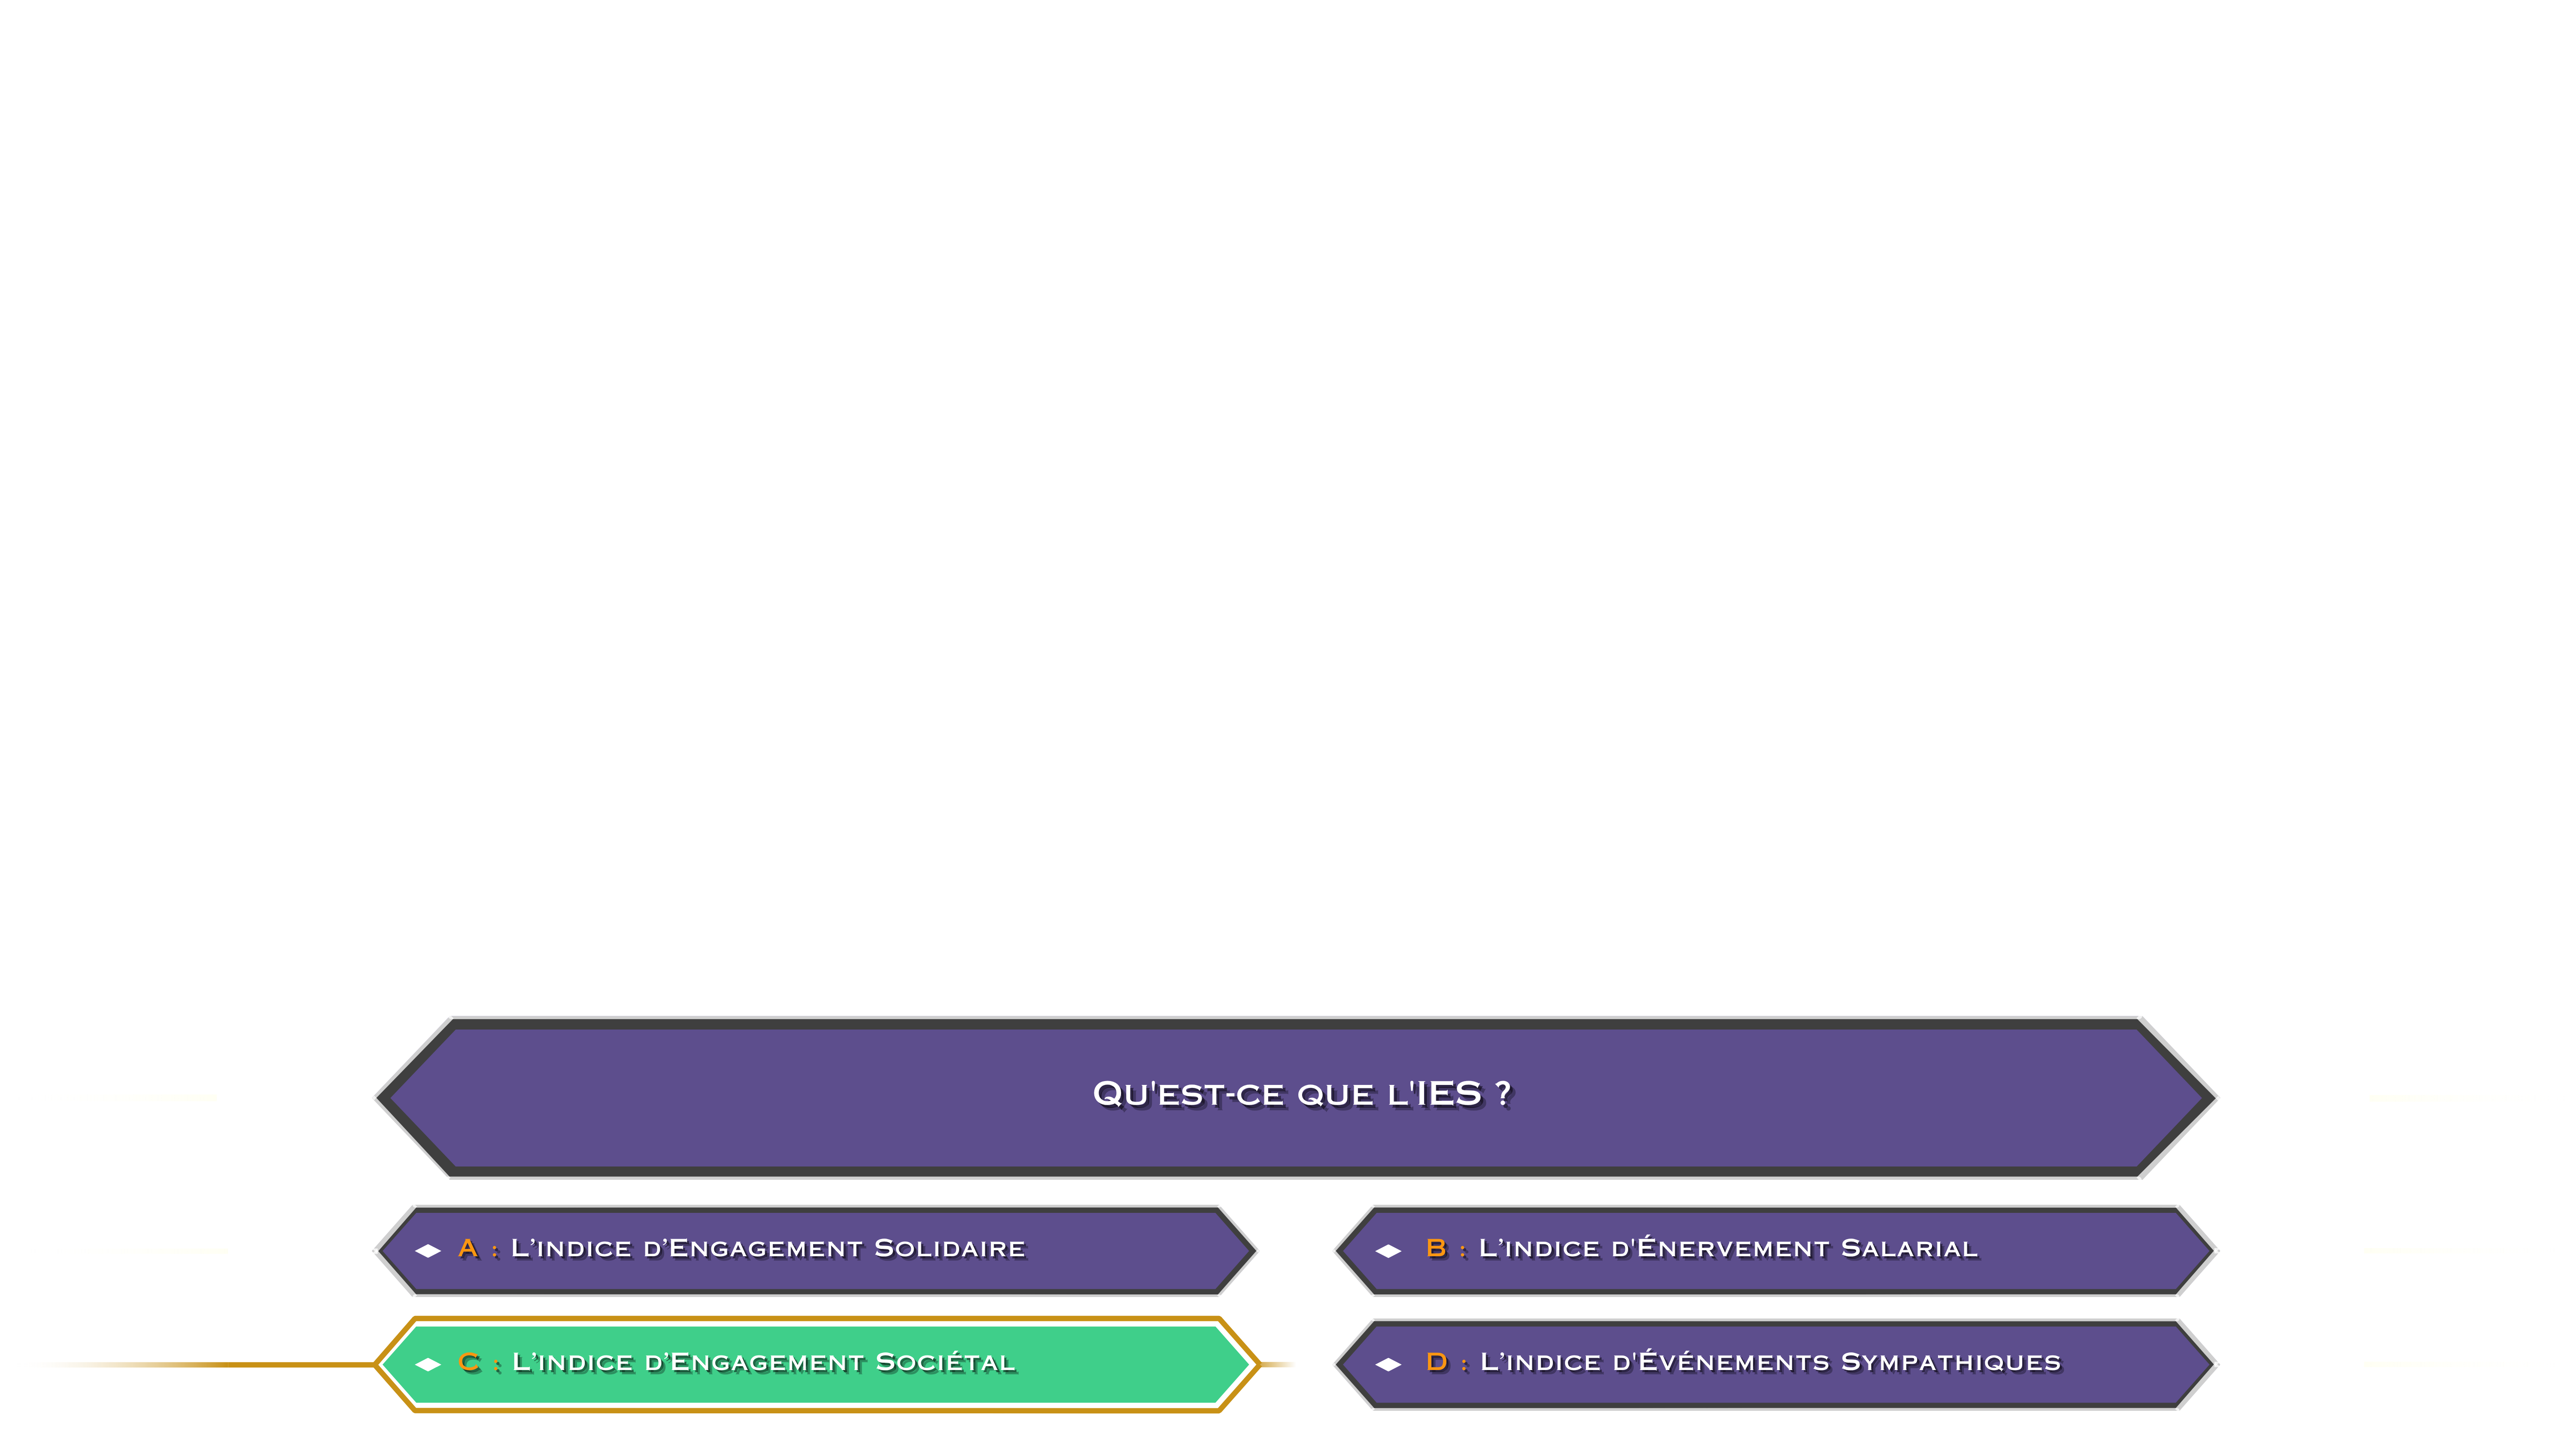 Qu'est-ce que l'IES ?
A : L’indice d’Engagement Solidaire
B : L’indice d'Énervement Salarial
C : L’indice d’Engagement Sociétal
D : L’indice d'Événements Sympathiques